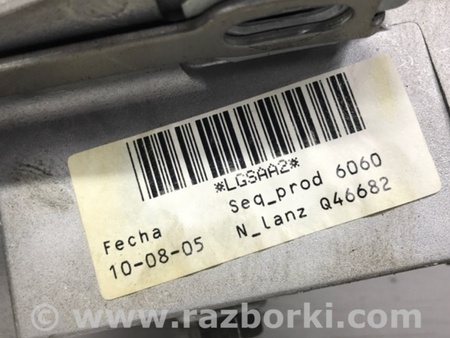 *LGSAA2*
Seq_prod 6060
Fecha
10-08-05 N_lanz Q46682
www.razborki.com